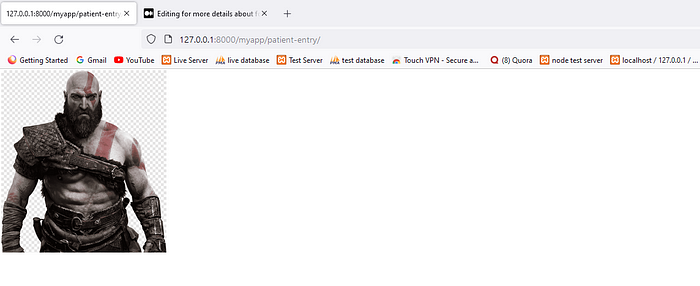 127.0.0.1:8000/myapp/patient-entry
Editing for more details about f
127.0.0.1:8000/myapp/patient-entry/
Getting Started Gmail YouTube Live Server live database Test Server test database Touch VPN - Secure a... (8) Quora node test server localhost / 127.0.0.1 / ...